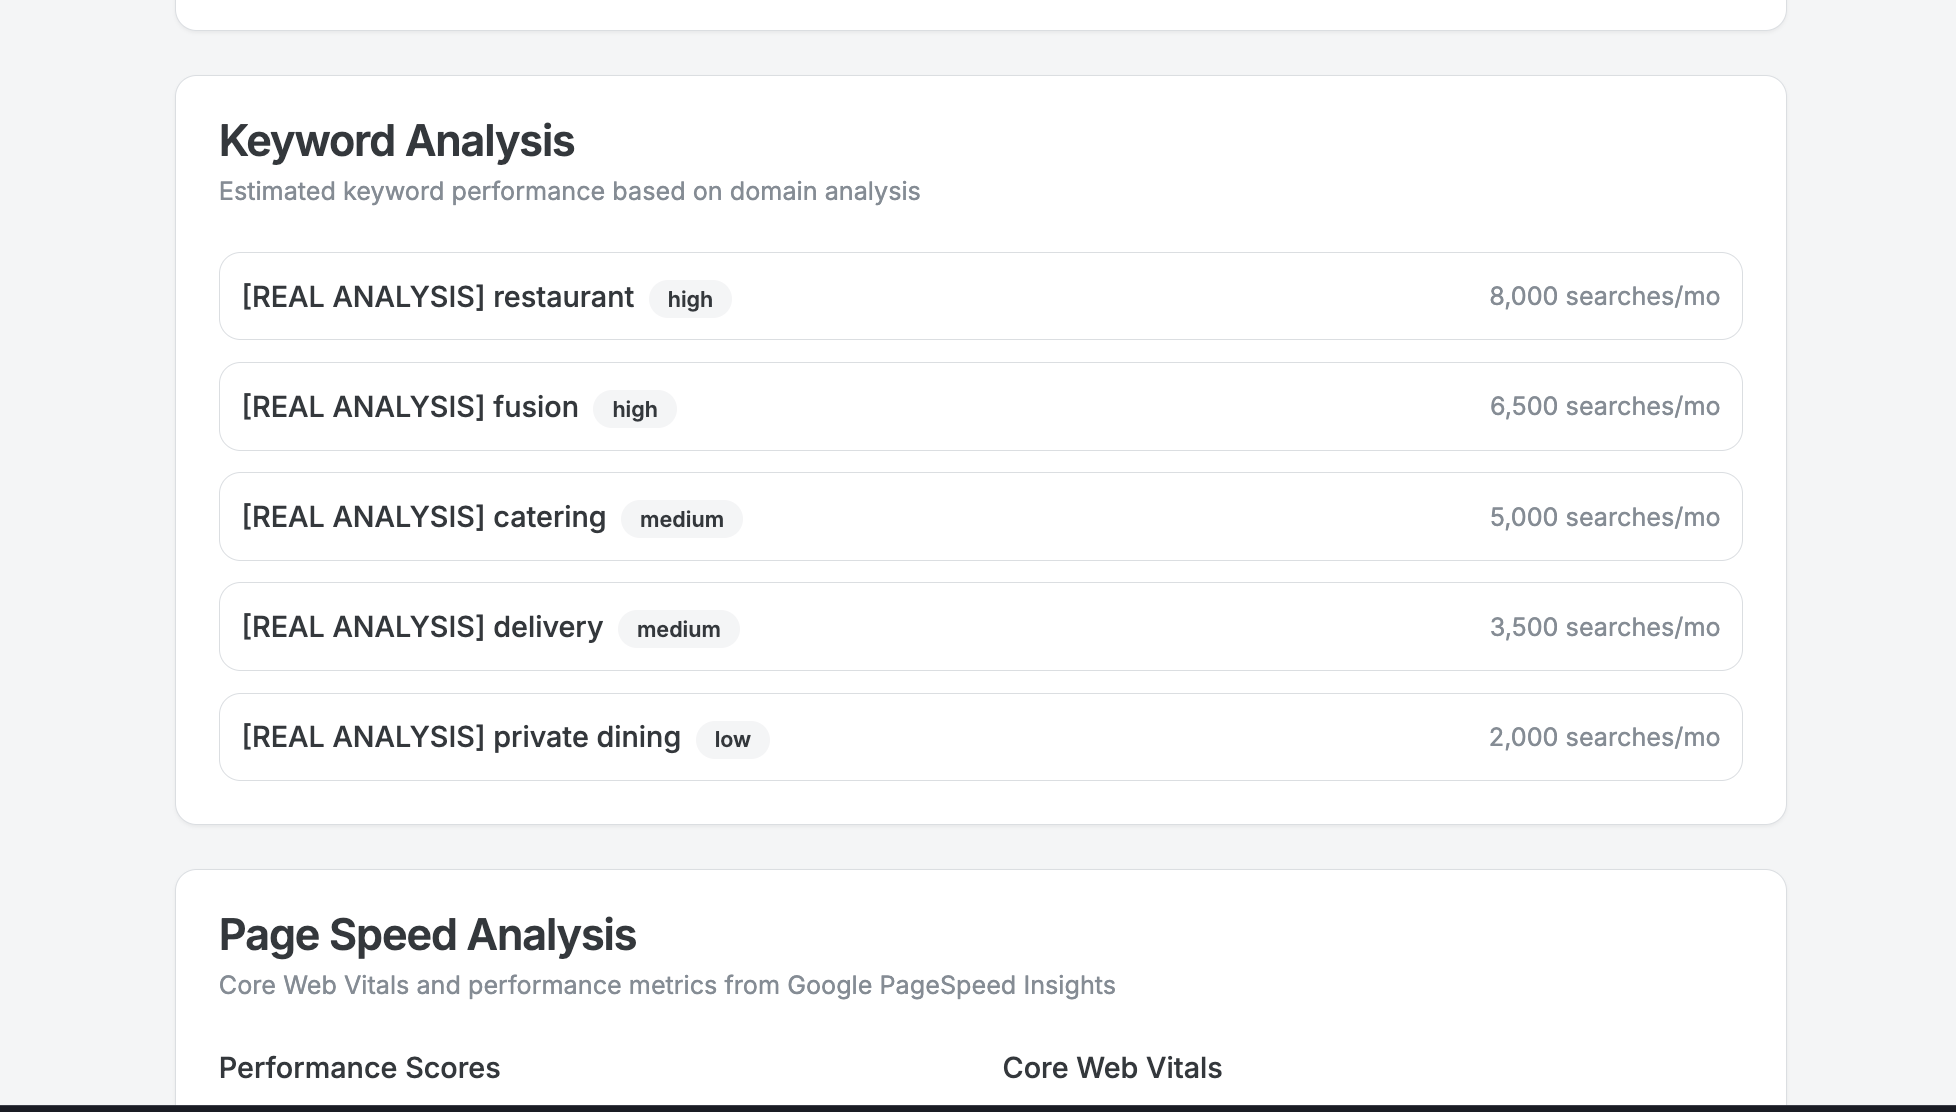 Keyword Analysis
Estimated keyword performance based on domain analysis
[REAL ANALYSIS] restaurant high 8,000 searches/mo
[REAL ANALYSIS] fusion high 6,500 searches/mo
[REAL ANALYSIS] catering medium 5,000 searches/mo
[REAL ANALYSIS] delivery medium 3,500 searches/mo
[REAL ANALYSIS] private dining low 2,000 searches/mo
Page Speed Analysis
Core Web Vitals and performance metrics from Google PageSpeed Insights
Performance Scores Core Web Vitals